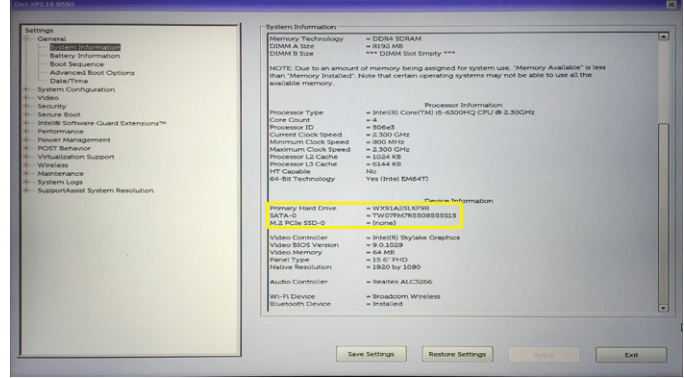 Dell XPS 15 9550
Settings
General
System Information
Battery Information
Boot Sequence
Advanced Boot Options
Date/Time
System Configuration
Video
Security
Secure Boot
Intel® Software Guard Extensions™
Performance
Power Management
POST Behavior
Virtualization Support
Wireless
Maintenance
System Logs
SupportAssist System Resolution
System Information
Memory Technology = DDR4 SDRAM
DIMM A Size = 8192 MB
DIMM B Size *** DIMM Slot Empty ***
NOTE: Due to an amount of memory being assigned for system use, "Memory Available" is less
than "Memory Installed". Note that certain operating systems may not be able to use all the
available memory.
Processor Information
Processor Type = Intel(R) Core(TM) i5-6300HQ CPU @ 2.30GHz
Core Count = 4
Processor ID = 506e3
Current Clock Speed = 2.300 GHz
Minimum Clock Speed = 800 MHz
Maximum Clock Speed = 2.300 GHz
Processor L2 Cache = 1024 KB
Processor L3 Cache = 6144 KB
HT Capable No
64-Bit Technology Yes (Intel EM64T)
Device Information
Primary Hard Drive =
SATA-0 =
M.2 PCIe SSD-0 = (none)
Video Controller = Intel(R) Skylake Graphics
Video BIOS Version = 9.0.1029
Video Memory = 64 MB
Panel Type = 15.6" FHD
Native Resolution = 1920 by 1080
Audio Controller = Realtek ALC3266
Wi-Fi Device = Broadcom Wireless
Bluetooth Device = Installed
Save Settings
Restore Settings
Apply
Exit